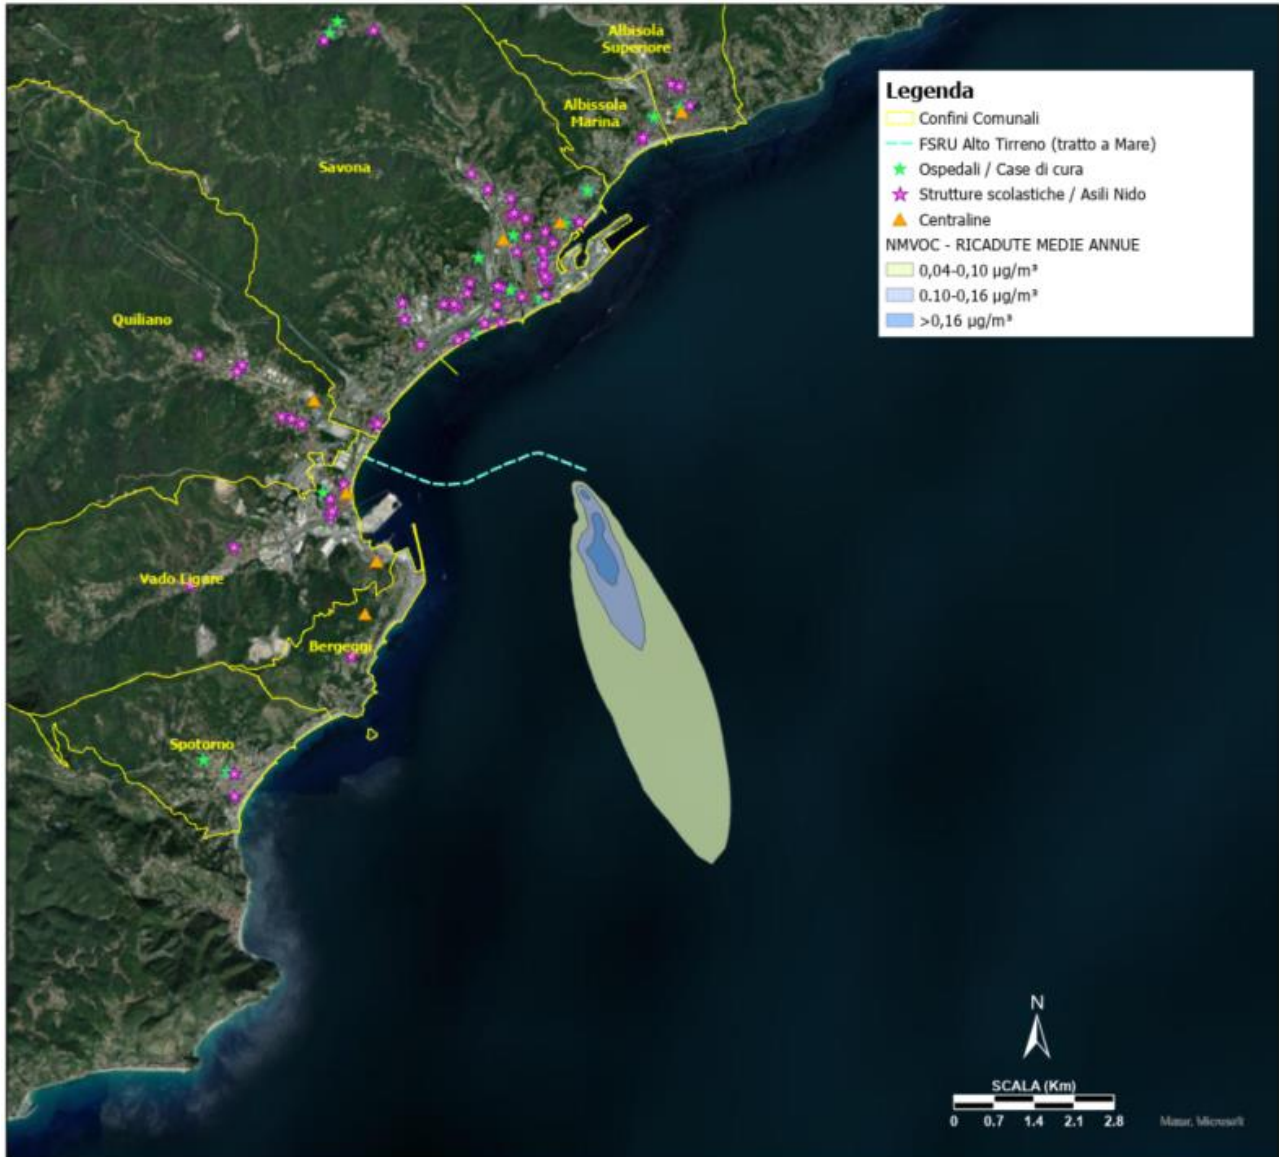 Albisola
Superiore
Albissola
Marina
Savona
Quiliano
Vado Ligure
Bergeggi
Spotorno
Legenda
Confini Comunali
FSRU Alto Tirreno (tratto a Mare)
Ospedali / Case di cura
Strutture scolastiche / Asili Nido
Centraline
NMVOC - RICADUTE MEDIE ANNUE
0,04-0,10 µg/m³
0.10-0,16 µg/m³
>0,16 µg/m³
N
SCALA (Km)
0 0.7 1.4 2.1 2.8
Maxar, Microsoft